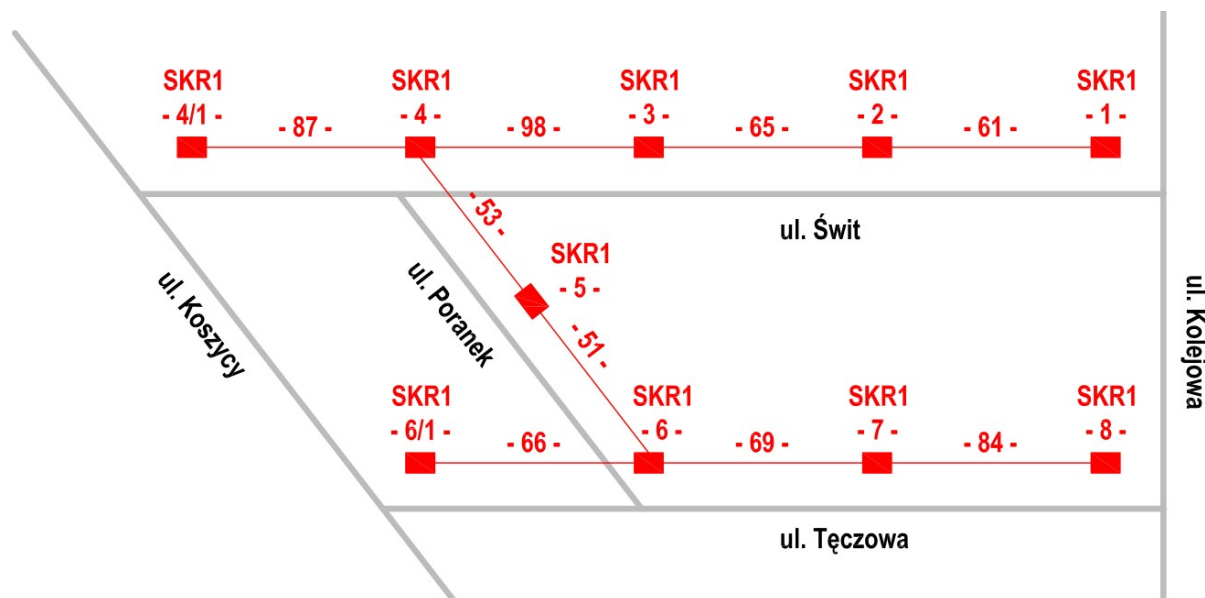 SKR1 SKR1 SKR1 SKR1 SKR1
- 4/1 - - 4 - - 3 - - 2 - - 1 -
- 87 - - 98 - - 65 - - 61 -
- 53 -
ul. Świt
SKR1
- 5 -
ul. Koszycy
ul. Poranek
ul. Kolejowa
- 51 -
SKR1 SKR1 SKR1 SKR1
- 6/1 - - 6 - - 7 - - 8 -
- 66 - - 69 - - 84 -
ul. Tęczowa